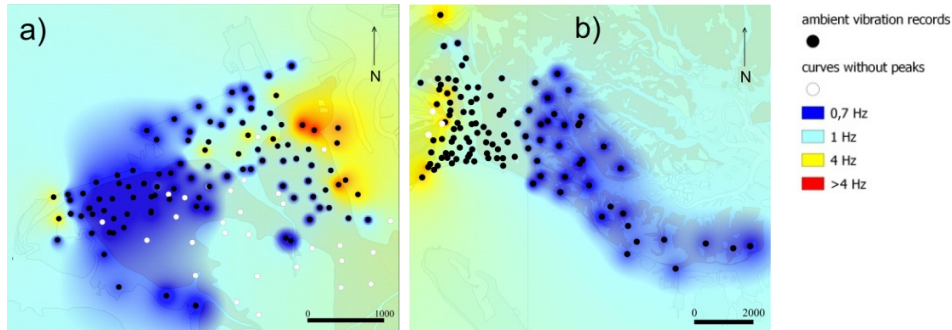 a)
N
0
1000
b)
N
0
2000
ambient vibration records
curves without peaks
0,7 Hz
1 Hz
4 Hz
>4 Hz